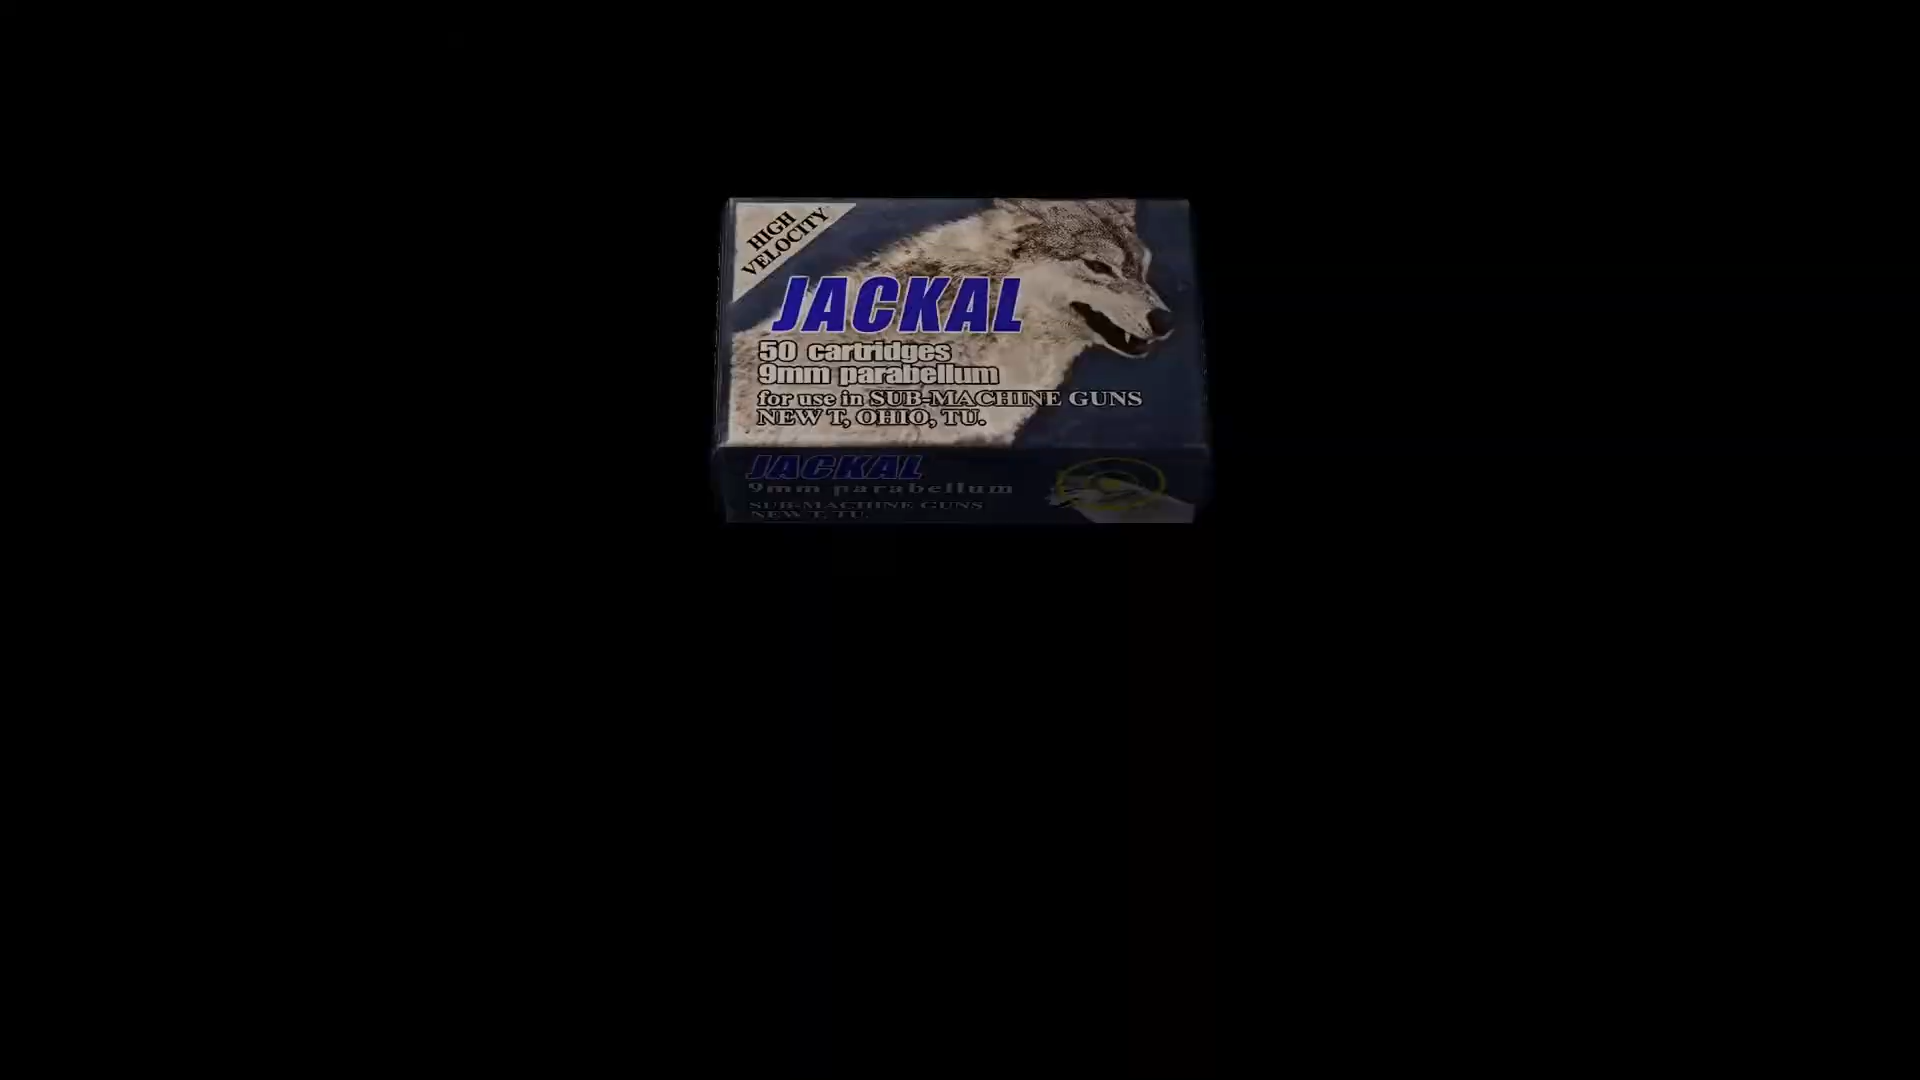 HIGH
VELOCITY
JACKAL
50 cartridges
9mm parabellum
for use in SUB-MACHINE GUNS
NEW T, OHIO, TU.
JACKAL
9mm parabellum
SUB-MACHINE GUNS
NEW T, TU.